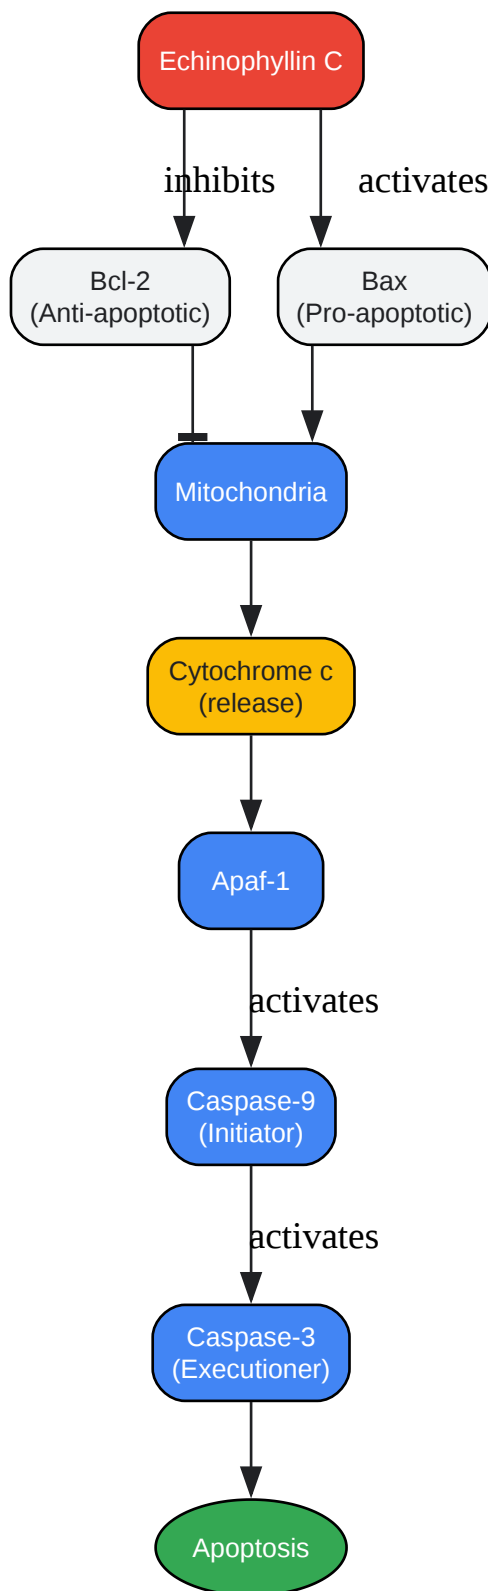 Echinophyllin C
inhibits
activates
Bcl-2
(Anti-apoptotic)
Bax
(Pro-apoptotic)
Mitochondria
Cytochrome c
(release)
Apaf-1
activates
Caspase-9
(Initiator)
activates
Caspase-3
(Executioner)
Apoptosis